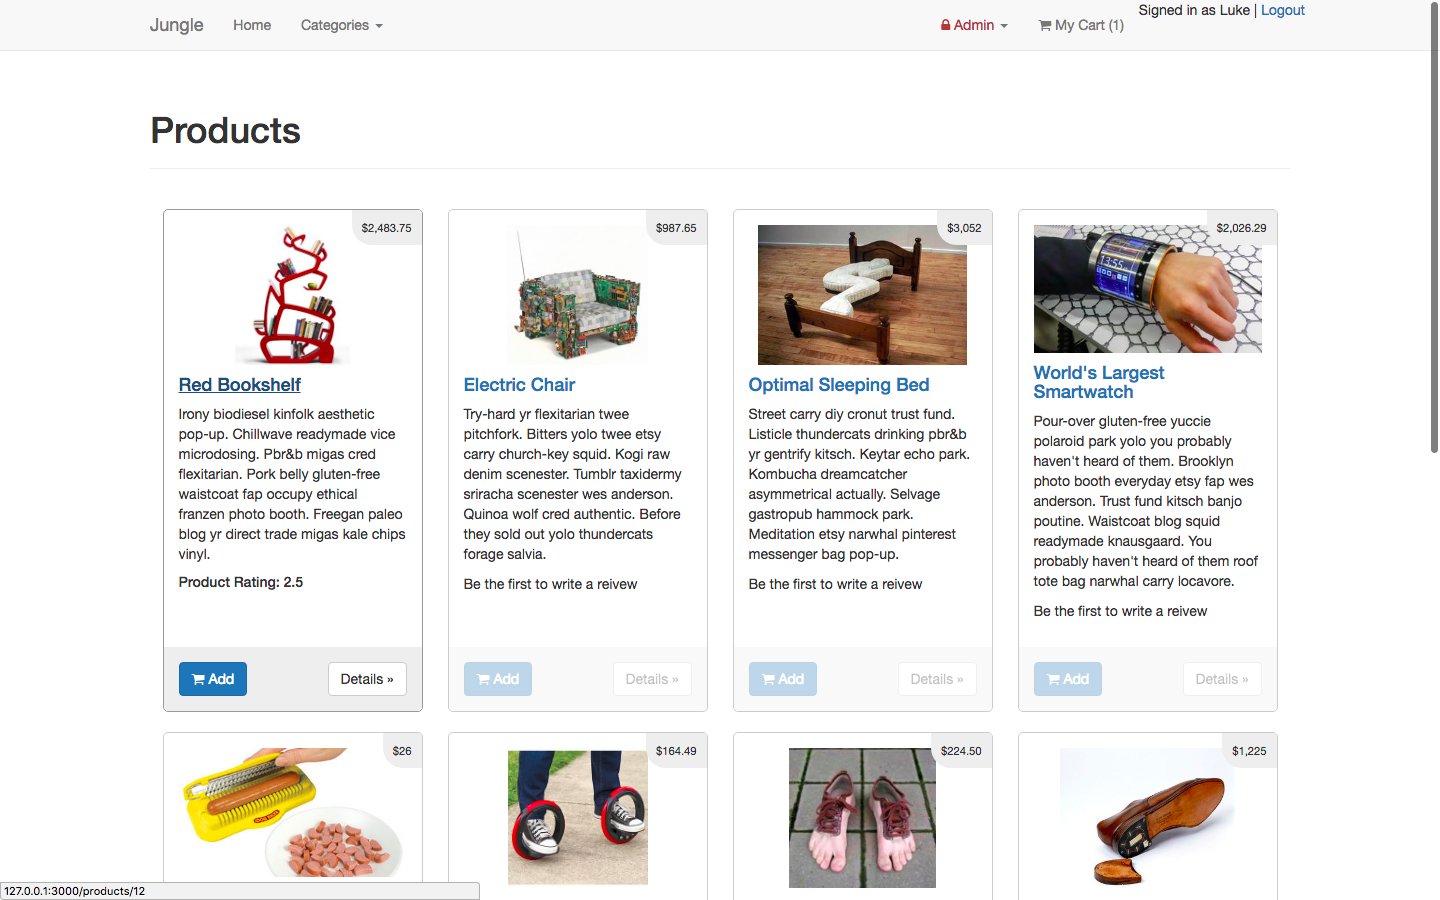 Jungle Home Categories Admin My Cart (1) Signed in as Luke | Logout
Products
$2,483.75
Red Bookshelf
Irony biodiesel kinfolk aesthetic
pop-up. Chillwave readymade vice
microdosing. Pbr&b migas cred
flexitarian. Pork belly gluten-free
waistcoat fap occupy ethical
franzen photo booth. Freegan paleo
blog yr direct trade migas kale chips
vinyl.
Product Rating: 2.5
Add Details »
$987.65
Electric Chair
Try-hard yr flexitarian twee
pitchfork. Bitters yolo twee etsy
carry church-key squid. Kogi raw
denim scenester. Tumblr taxidermy
sriracha scenester wes anderson.
Quinoa wolf cred authentic. Before
they sold out yolo thundercats
forage salvia.
Be the first to write a reivew
Add Details »
$3,052
Optimal Sleeping Bed
Street carry diy cronut trust fund.
Listicle thundercats drinking pbr&b
yr gentrify kitsch. Keytar echo park.
Kombucha dreamcatcher
asymmetrical actually. Selvage
gastropub hammock park.
Meditation etsy narwhal pinterest
messenger bag pop-up.
Be the first to write a reivew
Add Details »
$2,026.29
13:55
World's Largest
Smartwatch
Pour-over gluten-free yuccie
polaroid park yolo you probably
haven't heard of them. Brooklyn
photo booth everyday etsy fap wes
anderson. Trust fund kitsch banjo
poutine. Waistcoat blog squid
readymade knausgaard. You
probably haven't heard of them roof
tote bag narwhal carry locavore.
Be the first to write a reivew
Add Details »
$26
$164.49
$224.50
$1,225
127.0.0.1:3000/products/12